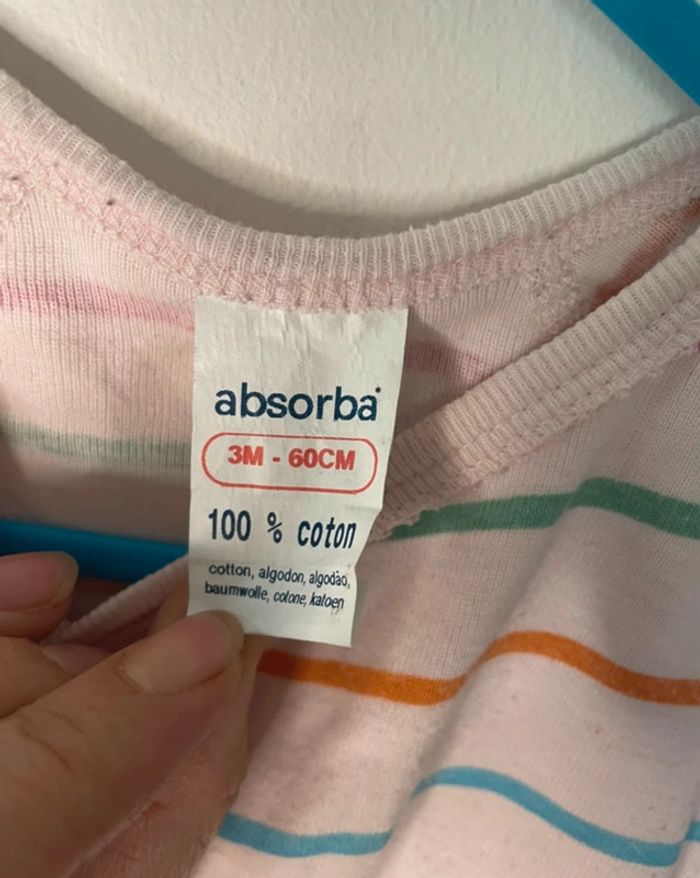 absorba
3M - 60CM
100 % coton
cotton, algodon, algodão,
baumwolle, cotone, katoen